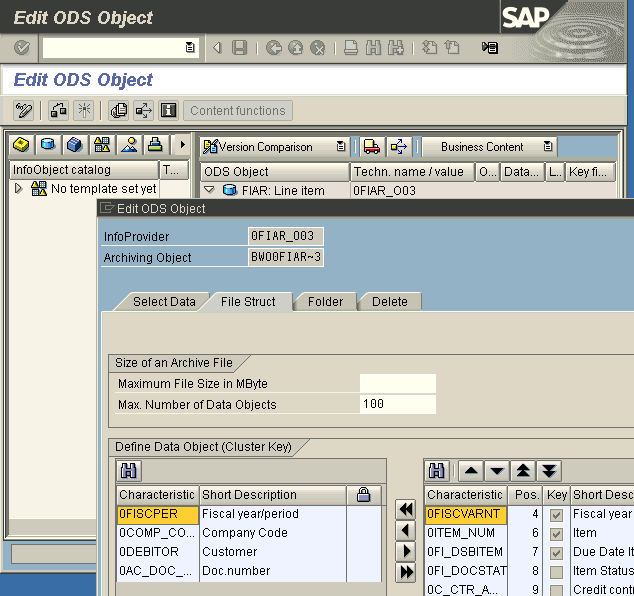 Edit ODS Object
SAP
Edit ODS Object
Content functions
Version Comparison
Business Content
InfoObject catalog
T...
ODS Object
Techn. name / value
O...
Data...
L..
Key fi...
No template set yet
FIAR: Line item
0FIAR_O03
Edit ODS Object
InfoProvider
0FIAR_O03
Archiving Object
BWO0FIAR~3
Select Data
File Struct
Folder
Delete
Size of an Archive File
Maximum File Size in MByte
Max. Number of Data Objects
100
Define Data Object (Cluster Key)
Characteristic
Short Description
0FISCPER
Fiscal year/period
0COMP_CO...
Company Code
0DEBITOR
Customer
0AC_DOC_...
Doc.number
Characteristic
Pos.
Key
Short Desc
0FISCVARNT
4
Fiscal year
0ITEM_NUM
6
Item
0FI_DSBITEM
7
Due Date It
0FI_DOCSTAT
8
Item Status
0C_CTR_A...
9
Credit contr